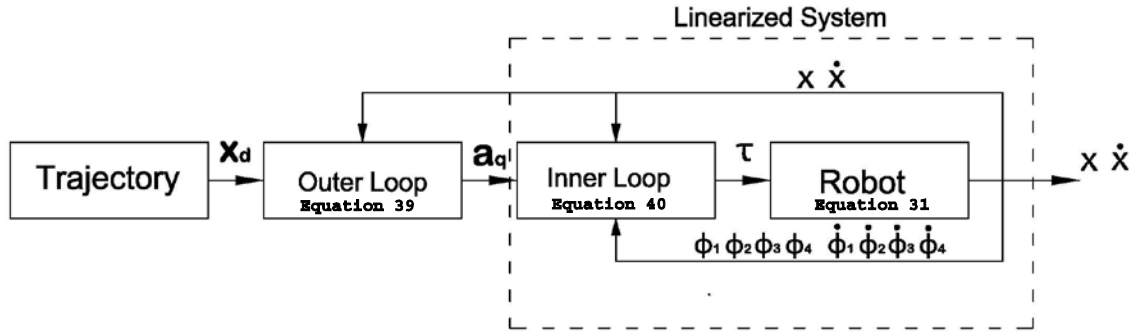 Linearized System
x ẋ
Trajectory
x_d
Outer Loop
Equation 39
a_q
Inner Loop
Equation 40
τ
Robot
Equation 31
x ẋ
ϕ₁ ϕ₂ ϕ₃ ϕ₄ ϕ̇₁ ϕ̇₂ ϕ̇₃ ϕ̇₄